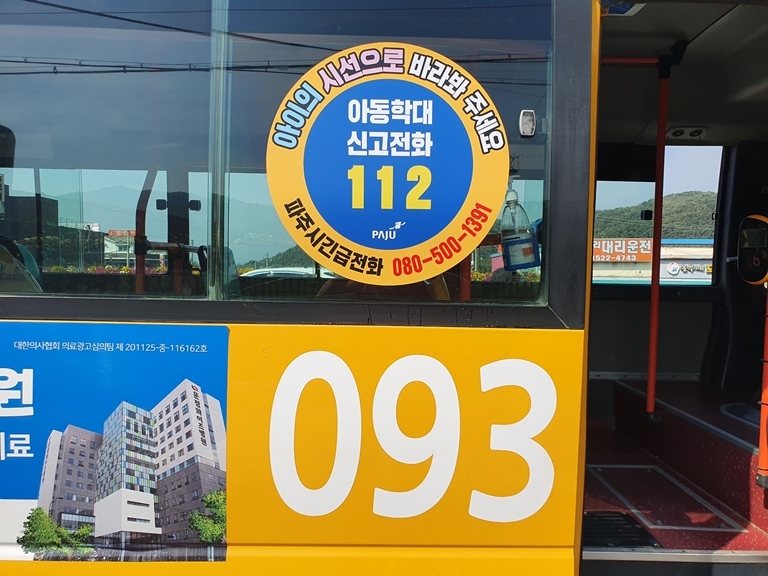 아이의 시선으로 바라봐 주세요
아동학대
신고전화
112
PAJU
파주시긴급전화 080-500-1391
대리운전
522-4743
대한의사협회 의료광고심의팀 제 201125-중-116162호
원
료
093